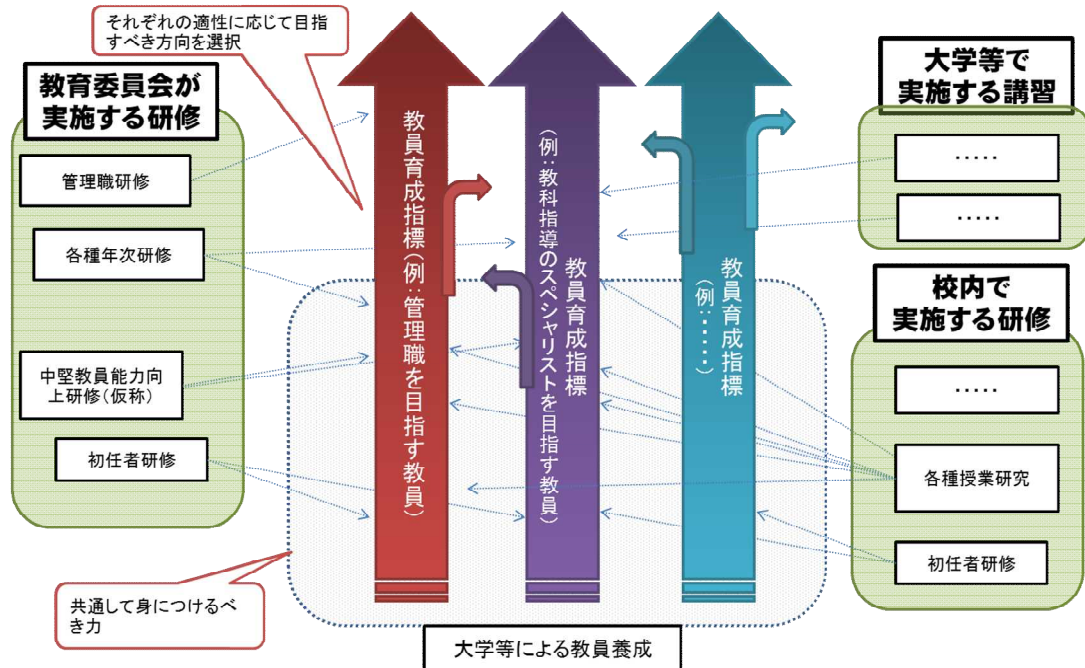 それぞれの適性に応じて目指
すべき方向を選択
教育委員会が
実施する研修
管理職研修
各種年次研修
中堅教員能力向
上研修(仮称)
初任者研修
共通して身につけるべ
き力
教員育成指標(例:管理職を目指す教員)
教員育成指標
(例:教科指導のスペシャリストを目指す教員)
教員育成指標
(例:・・・・・・)
大学等で
実施する講習
・・・・・
・・・・・
校内で
実施する研修
・・・・・
各種授業研究
初任者研修
大学等による教員養成